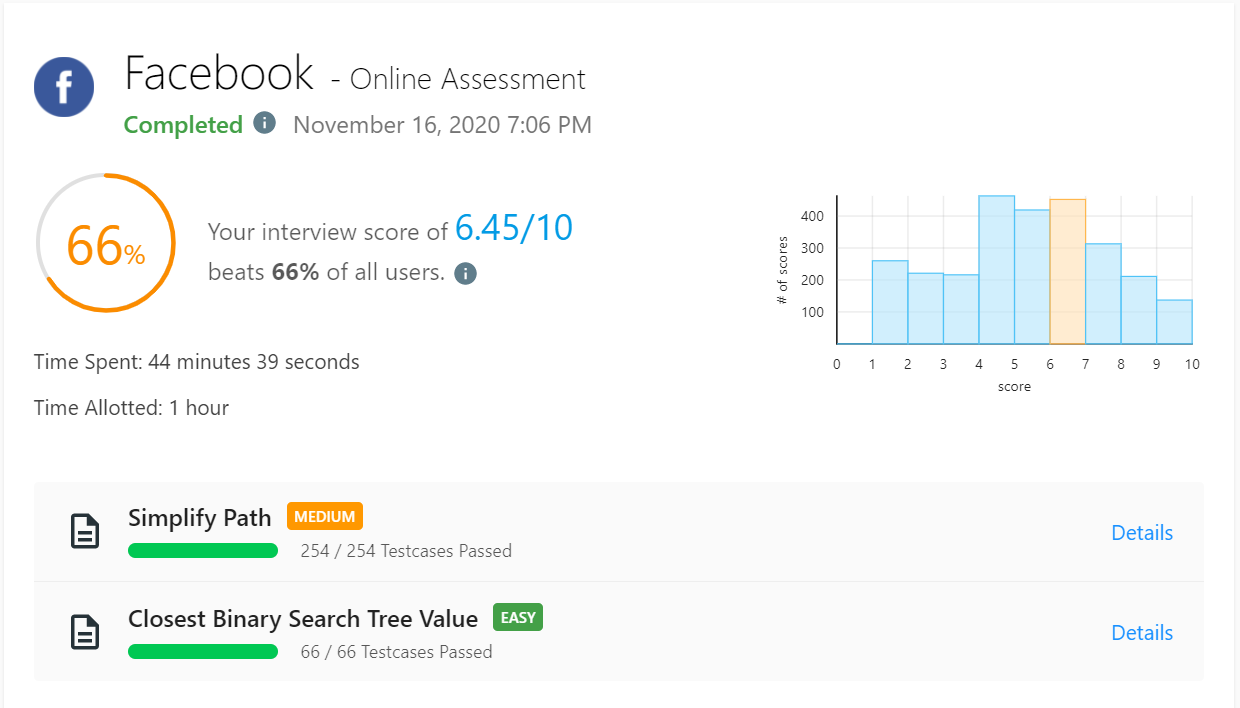 Facebook - Online Assessment
Completed November 16, 2020 7:06 PM
66%
Your interview score of 6.45/10
beats 66% of all users.
Time Spent: 44 minutes 39 seconds
Time Allotted: 1 hour
# of scores
400
300
200
100
0 1 2 3 4 5 6 7 8 9 10
score
Simplify Path MEDIUM
254 / 254 Testcases Passed
Details
Closest Binary Search Tree Value EASY
66 / 66 Testcases Passed
Details